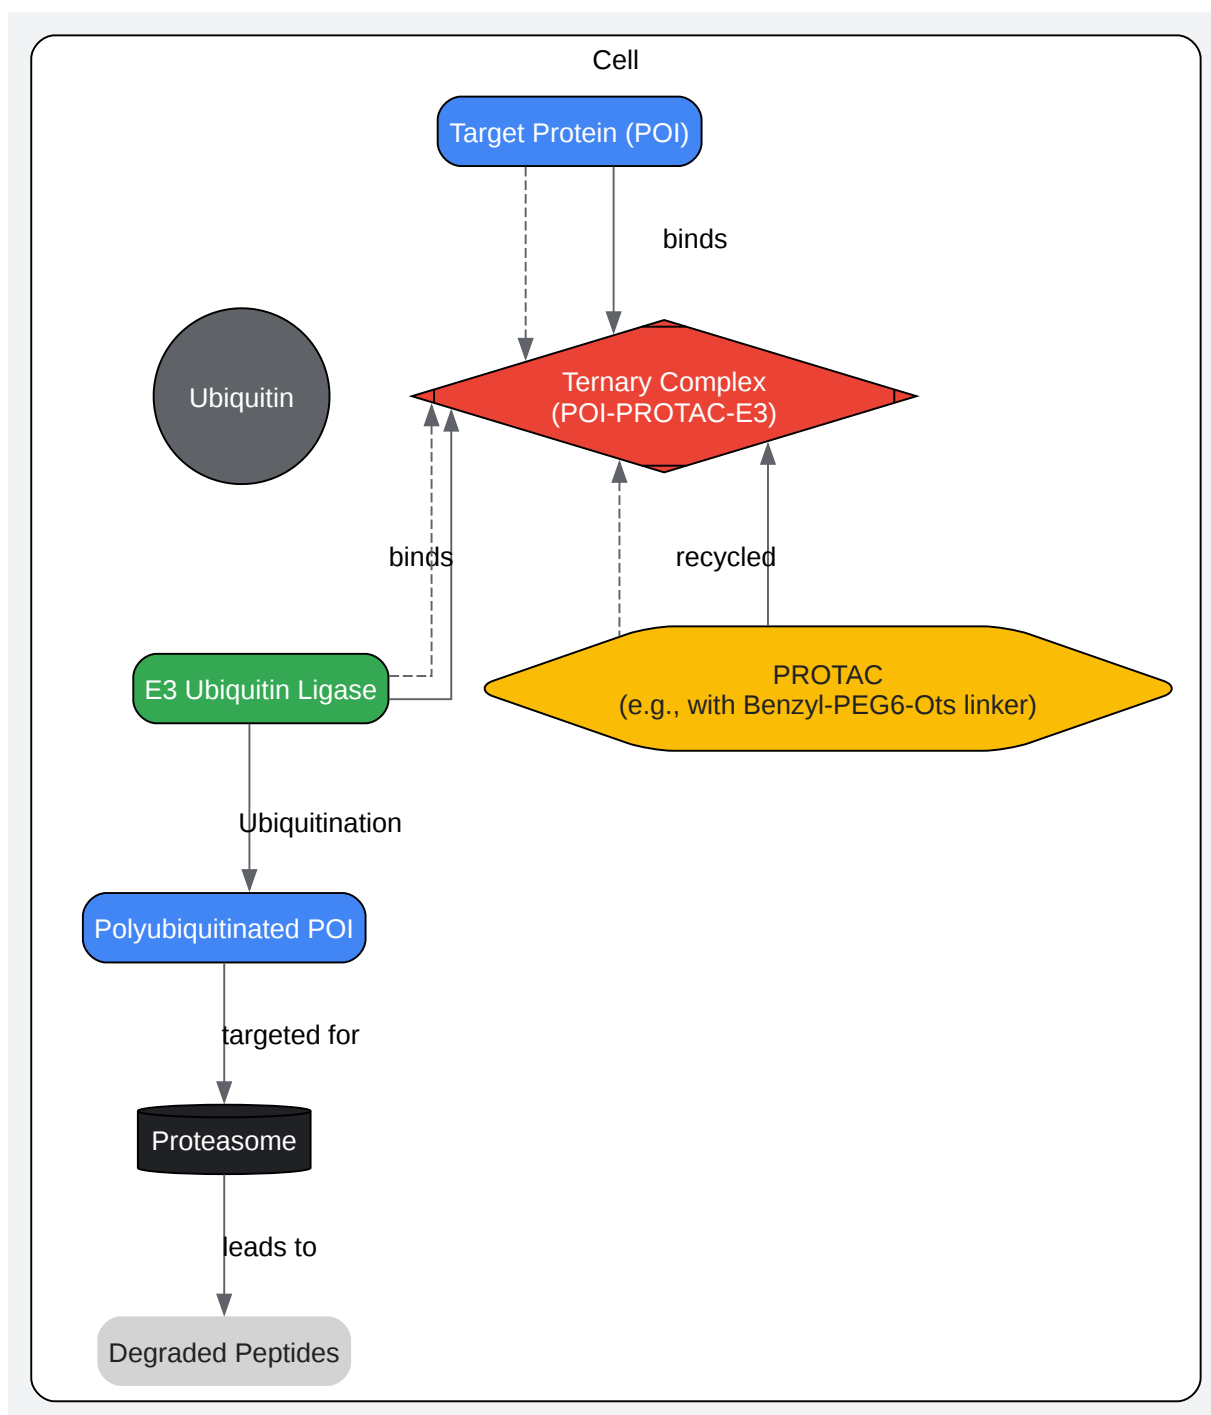 Cell
Target Protein (POI)
binds
Ubiquitin
Ternary Complex
(POI-PROTAC-E3)
binds
recycled
E3 Ubiquitin Ligase
PROTAC
(e.g., with Benzyl-PEG6-Ots linker)
Ubiquitination
Polyubiquitinated POI
targeted for
Proteasome
leads to
Degraded Peptides